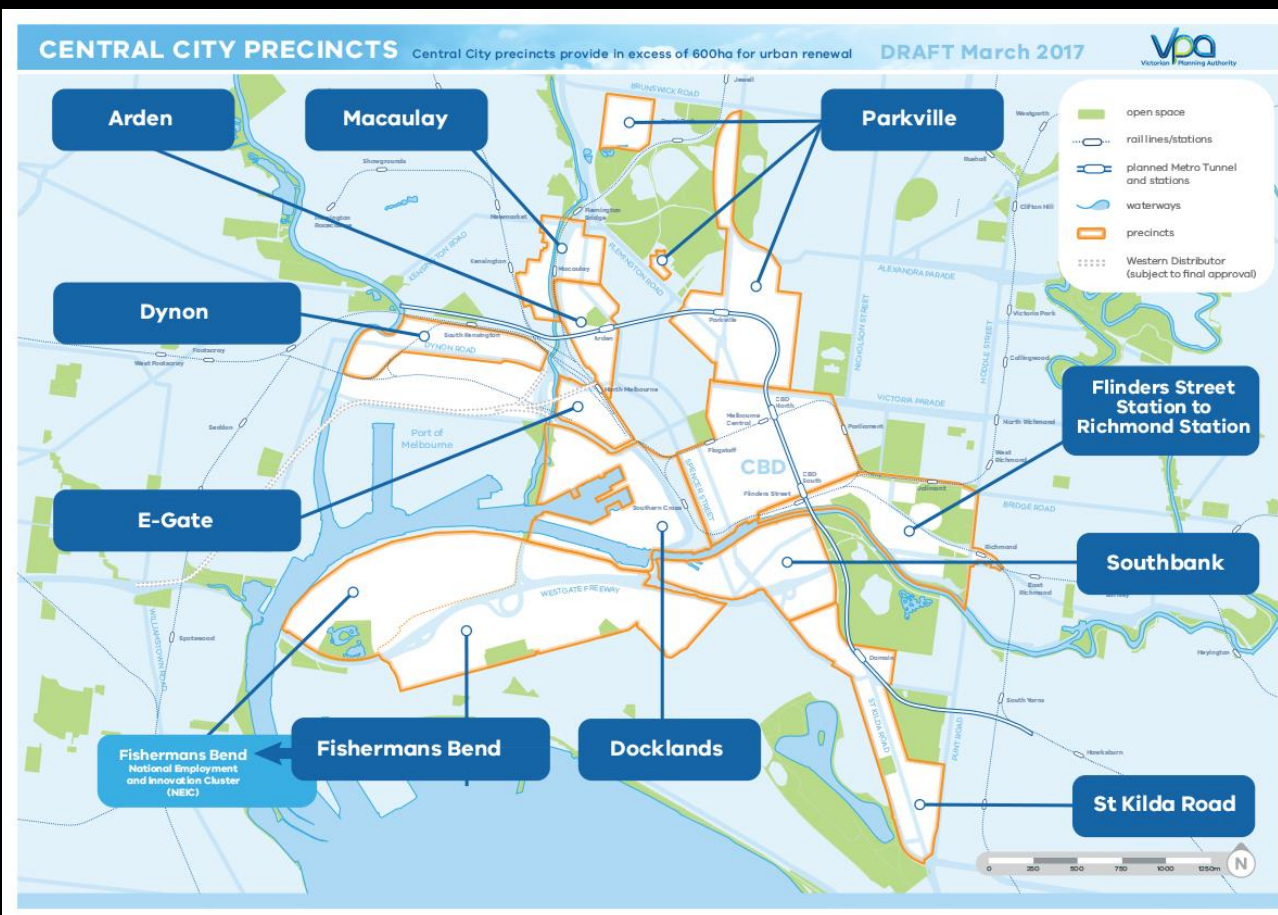 CENTRAL CITY PRECINCTS Central City precincts provide in excess of 600ha for urban renewal DRAFT March 2017
vpa
Victorian Planning Authority
Arden
Macaulay
Parkville
Dynon
E-Gate
Flinders Street
Station to
Richmond Station
Southbank
St Kilda Road
Docklands
Fishermans Bend
Fishermans Bend
National Employment
and Innovation Cluster
(NEIC)
open space
rail lines/stations
planned Metro Tunnel
and stations
waterways
precincts
Western Distributor
(subject to final approval)
BRUNSWICK ROAD
Jewell
Westgarth
Rushall
Clifton Hill
Showgrounds
Newmarket
Flemington
Bridge
FLEMINGTON ROAD
KENSINGTON ROAD
Kensington
Macaulay
ALEXANDRA PARADE
Victoria Park
Collingwood
NICHOLSON STREET
HODDLE STREET
South Kensington
DYNON ROAD
Footscray
West Footscray
Arden
Parkville
North Melbourne
Seddon
Port of
Melbourne
CBD
North
Melbourne
Central
VICTORIA PARADE
Parliament
North Richmond
West
Richmond
Flagstaff
CBD
CBD
South
SPENCER STREET
Flinders Street
Southern Cross
Jolimont
BRIDGE ROAD
Richmond
East
Richmond
Burnley
WESTGATE FREEWAY
WILLIAMSTOWN ROAD
Spotswood
Domain
Heyington
South Yarra
ST KILDA ROAD
PUNT ROAD
Hawksburn
0 250 500 750 1000 1250m
N